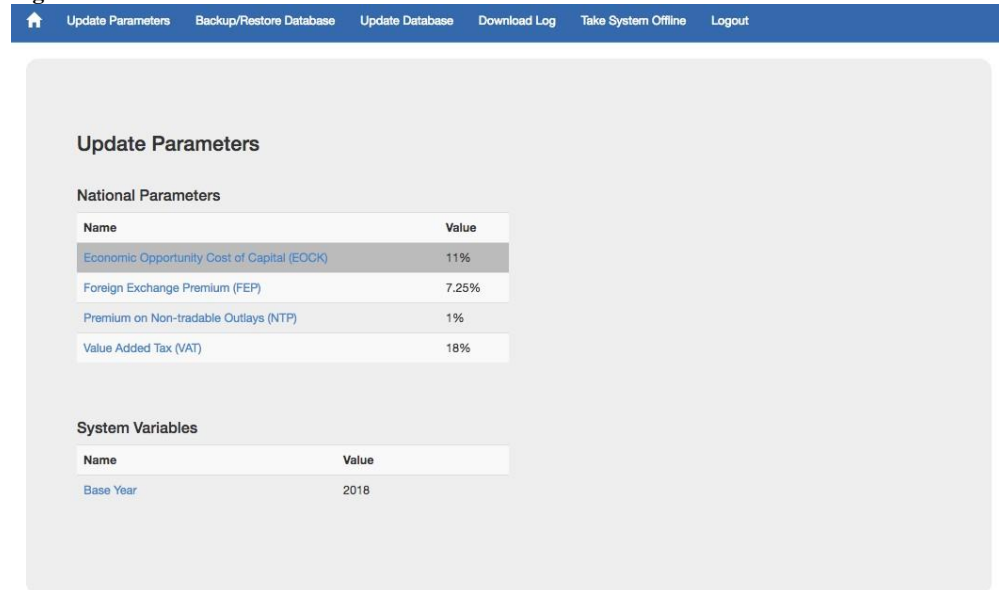 Update Parameters Backup/Restore Database Update Database Download Log Take System Offline Logout
Update Parameters
National Parameters
Name Value
Economic Opportunity Cost of Capital (EOCK) 11%
Foreign Exchange Premium (FEP) 7.25%
Premium on Non-tradable Outlays (NTP) 1%
Value Added Tax (VAT) 18%
System Variables
Name Value
Base Year 2018